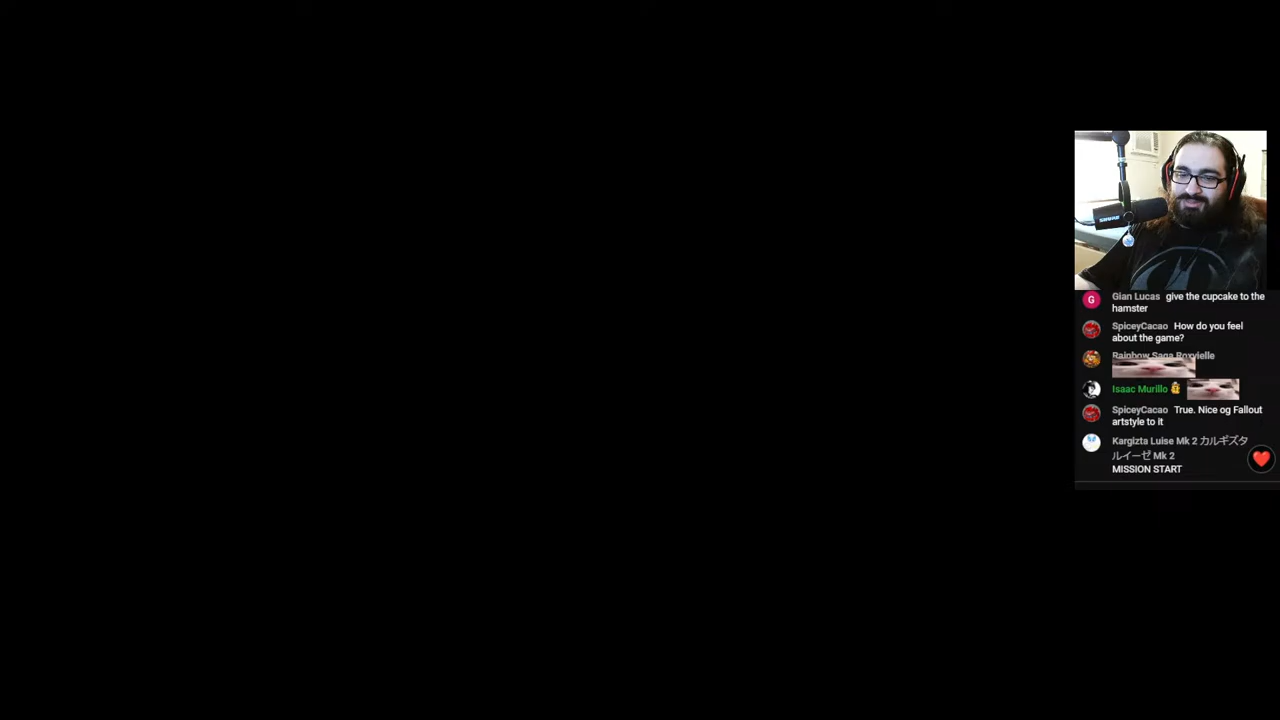 SHURE
G
Gian Lucas give the cupcake to the
hamster
SpiceyCacao How do you feel
about the game?
Rainbow Saga Roxyielle
Isaac Murillo
SpiceyCacao True. Nice og Fallout
artstyle to it
Kargizta Luise Mk 2 カルギズタ
ルイーゼ Mk 2
MISSION START